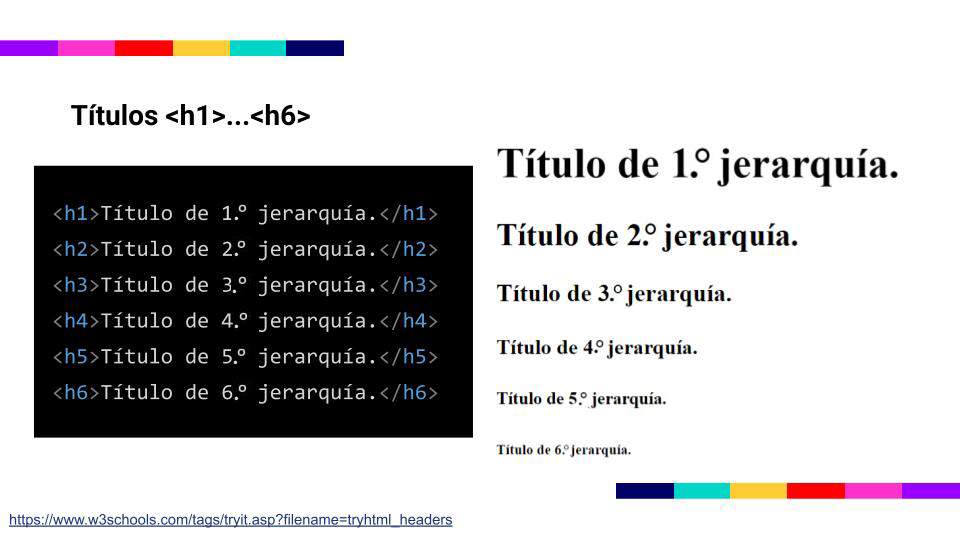 Títulos <h1>...<h6>
<h1>Título de 1.° jerarquía.</h1>
<h2>Título de 2.° jerarquía.</h2>
<h3>Título de 3.° jerarquía.</h3>
<h4>Título de 4.° jerarquía.</h4>
<h5>Título de 5.° jerarquía.</h5>
<h6>Título de 6.° jerarquía.</h6>
Título de 1.° jerarquía.
Título de 2.° jerarquía.
Título de 3.° jerarquía.
Título de 4.° jerarquía.
Título de 5.° jerarquía.
Título de 6.° jerarquía.
https://www.w3schools.com/tags/tryit.asp?filename=tryhtml_headers